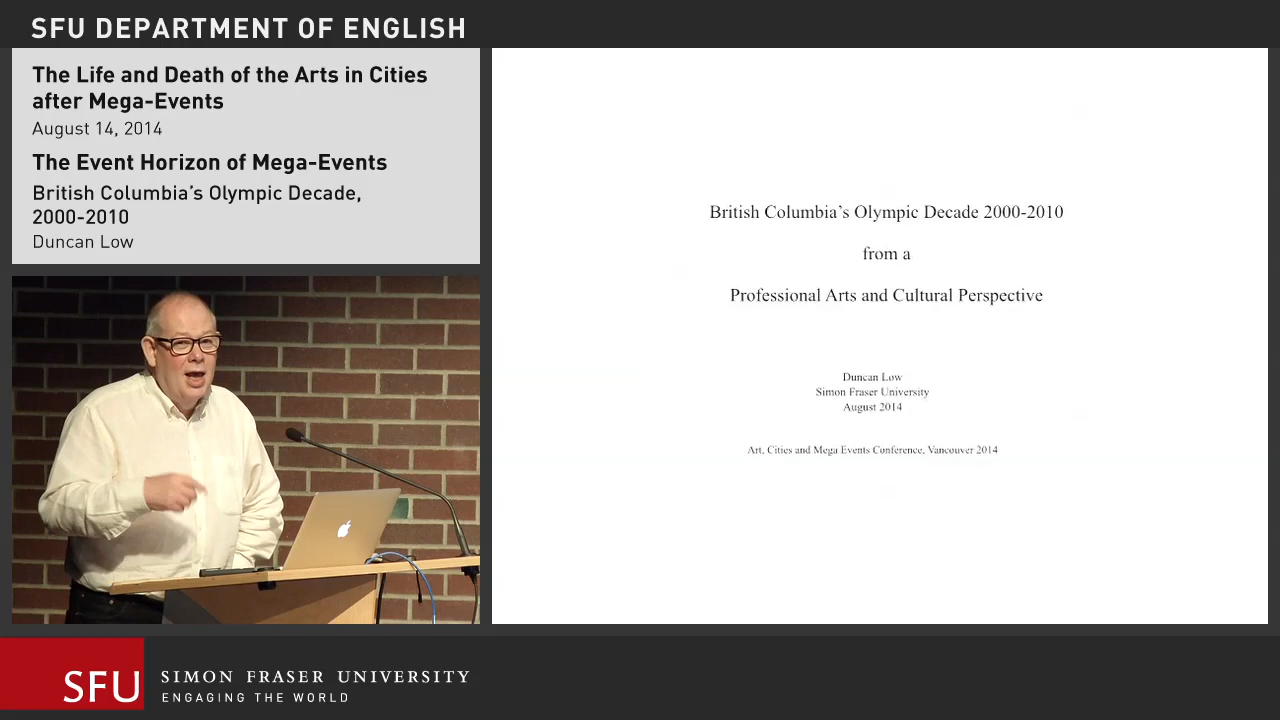 SFU DEPARTMENT OF ENGLISH
The Life and Death of the Arts in Cities
after Mega-Events
August 14, 2014
The Event Horizon of Mega-Events
British Columbia's Olympic Decade,
2000-2010
Duncan Low
British Columbia's Olympic Decade 2000-2010
from a
Professional Arts and Cultural Perspective
Duncan Low
Simon Fraser University
August 2014
Art, Cities and Mega Events Conference, Vancouver 2014
SFU
SIMON FRASER UNIVERSITY
ENGAGING THE WORLD